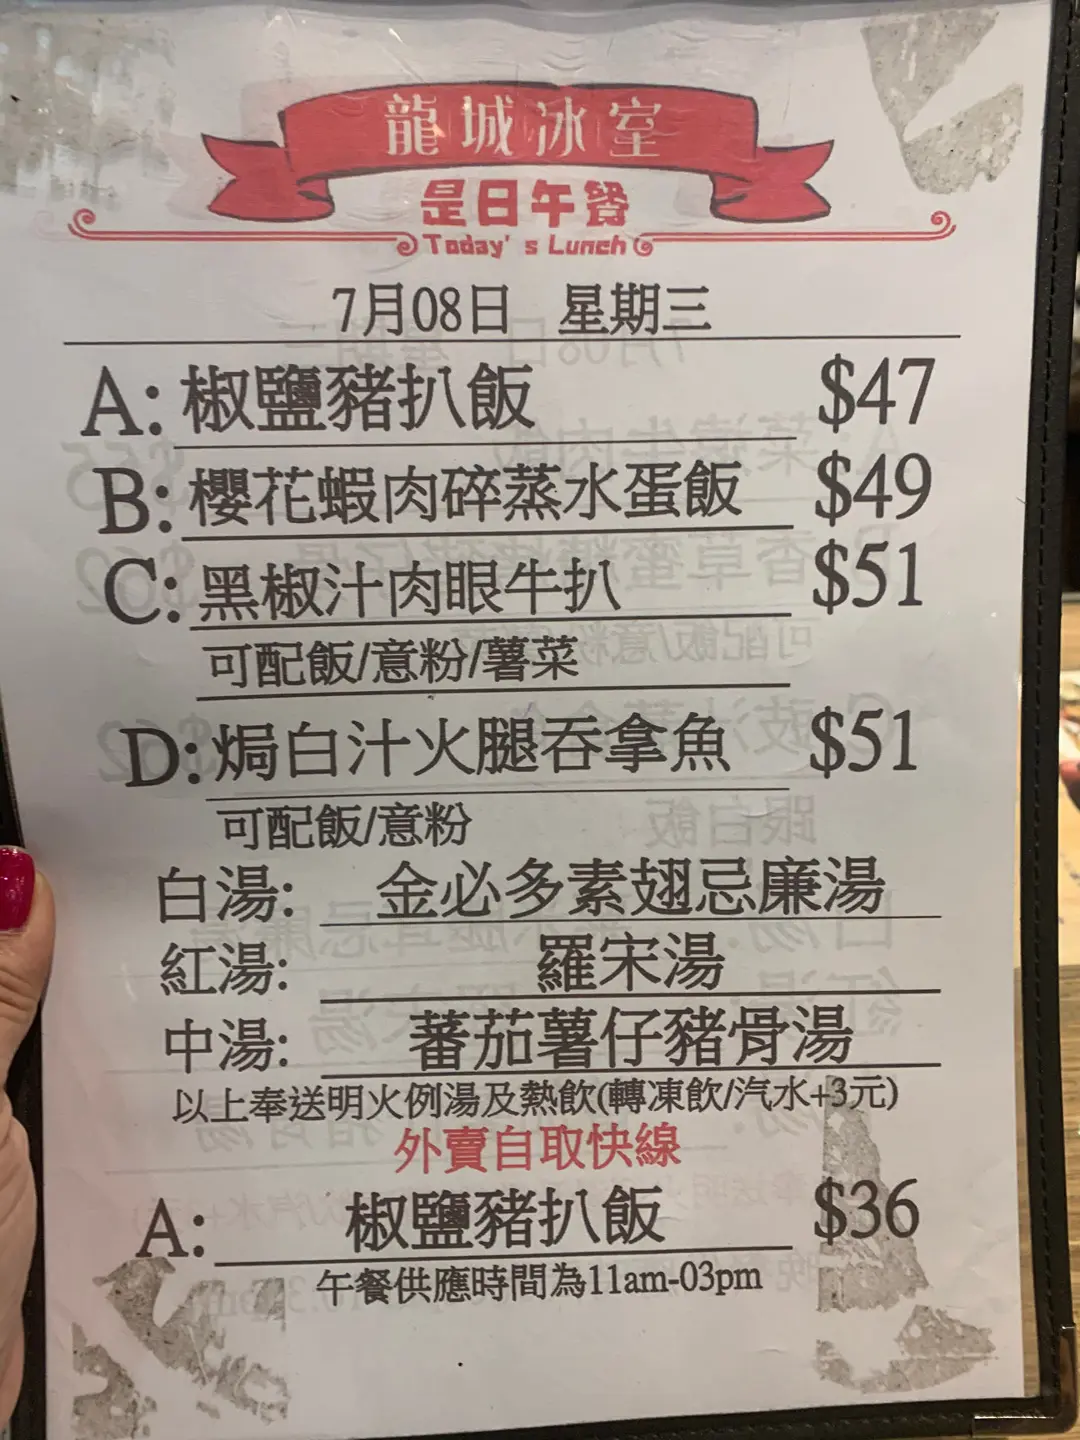 龍城冰室
是日午餐
Today's Lunch
7月08日 星期三
A: 椒鹽豬扒飯 $47
B: 櫻花蝦肉碎蒸水蛋飯 $49
C: 黑椒汁肉眼牛扒 $51
可配飯/意粉/薯菜
D: 焗白汁火腿吞拿魚 $51
可配飯/意粉
白湯: 金必多素翅忌廉湯
紅湯: 羅宋湯
中湯: 蕃茄薯仔豬骨湯
以上奉送明火例湯及熱飲(轉凍飲/汽水+3元)
外賣自取快線
A: 椒鹽豬扒飯 $36
午餐供應時間為11am-03pm